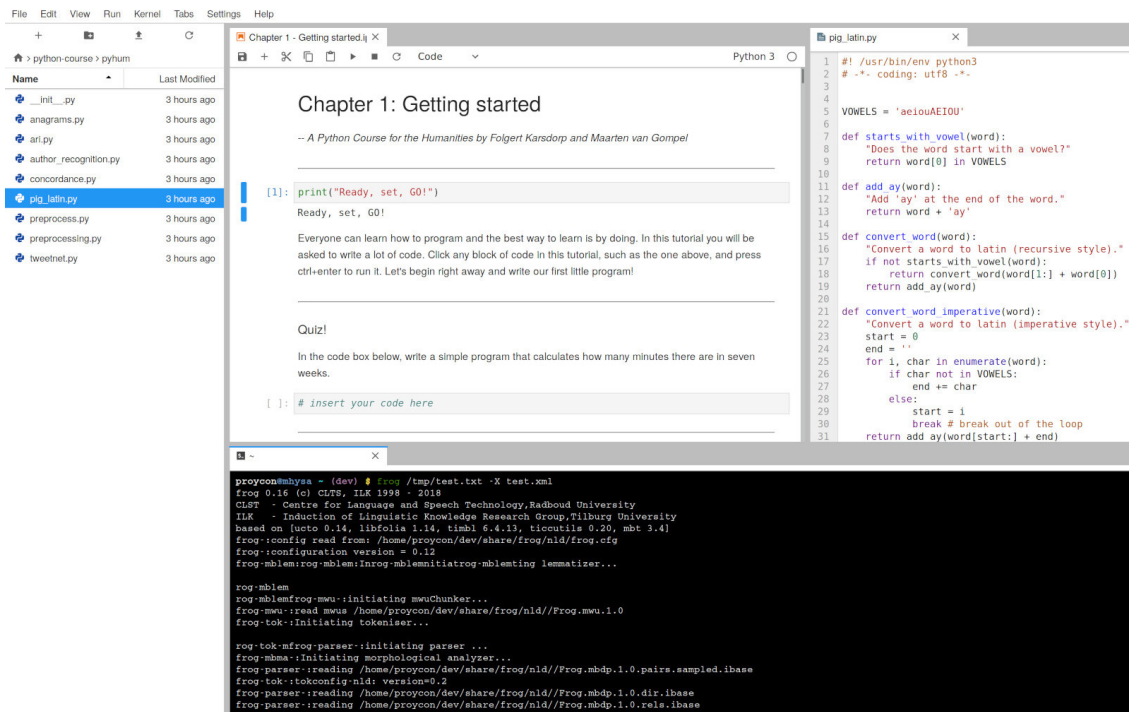 File Edit View Run Kernel Tabs Settings Help
> python-course > pyhum
Name Last Modified
__init__.py 3 hours ago
anagrams.py 3 hours ago
ari.py 3 hours ago
author_recognition.py 3 hours ago
concordance.py 3 hours ago
pig_latin.py 3 hours ago
preprocess.py 3 hours ago
preprocessing.py 3 hours ago
tweetnet.py 3 hours ago
Chapter 1 - Getting started.ij
Code Python 3
Chapter 1: Getting started
-- A Python Course for the Humanities by Folgert Karsdorp and Maarten van Gompel
[1]: print("Ready, set, GO!")
Ready, set, GO!
Everyone can learn how to program and the best way to learn is by doing. In this tutorial you will be
asked to write a lot of code. Click any block of code in this tutorial, such as the one above, and press
ctrl+enter to run it. Let's begin right away and write our first little program!
Quiz!
In the code box below, write a simple program that calculates how many minutes there are in seven
weeks.
[ ]: # insert your code here
pig_latin.py
1 #! /usr/bin/env python3
2 # -*- coding: utf8 -*-
3
4
5 VOWELS = 'aeiouAEIOU'
6
7 def starts_with_vowel(word):
8     "Does the word start with a vowel?"
9     return word[0] in VOWELS
10
11 def add_ay(word):
12     "Add 'ay' at the end of the word."
13     return word + 'ay'
14
15 def convert_word(word):
16     "Convert a word to latin (recursive style)."
17     if not starts_with_vowel(word):
18         return convert_word(word[1:] + word[0])
19     return add_ay(word)
20
21 def convert_word_imperative(word):
22     "Convert a word to latin (imperative style)."
23     start = 0
24     end = ''
25     for i, char in enumerate(word):
26         if char not in VOWELS:
27             end += char
28         else:
29             start = i
30             break # break out of the loop
31     return add_ay(word[start:] + end)
~
proycon@mhysa ~ (dev) $ frog /tmp/test.txt -X test.xml
frog 0.16 (c) CLTS, ILK 1998 - 2018
CLST  - Centre for Language and Speech Technology,Radboud University
ILK   - Induction of Linguistic Knowledge Research Group,Tilburg University
based on [ucto 0.14, libfolia 1.14, timbl 6.4.13, ticcutils 0.20, mbt 3.4]
frog-:config read from: /home/proycon/dev/share/frog/nld/frog.cfg
frog-:configuration version = 0.12
frog-mblem:rog-mblem:Inrog-mblemnitiatrog-mblemting lemmatizer...
rog-mblem
rog-mblemfrog-mwu-:initiating mwuChunker...
frog-mwu-:read mwus /home/proycon/dev/share/frog/nld//Frog.mwu.1.0
frog-tok-:Initiating tokeniser...
rog-tok-mfrog-parser-:initiating parser ...
frog-mbma-:Initiating morphological analyzer...
frog-parser-:reading /home/proycon/dev/share/frog/nld//Frog.mbdp.1.0.pairs.sampled.ibase
frog-tok-:tokconfig-nld: version=0.2
frog-parser-:reading /home/proycon/dev/share/frog/nld//Frog.mbdp.1.0.dir.ibase
frog-parser-:reading /home/proycon/dev/share/frog/nld//Frog.mbdp.1.0.rels.ibase